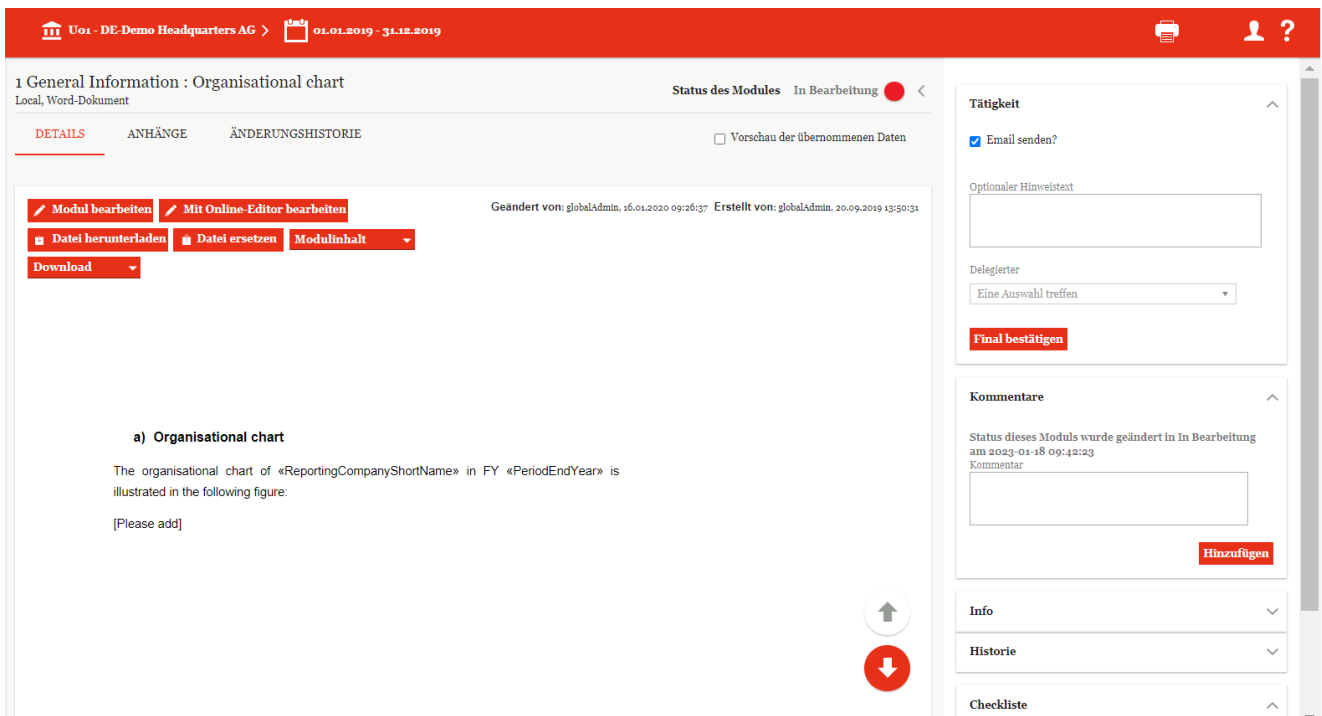 U01 - DE-Demo Headquarters AG > 01.01.2019 - 31.12.2019 ?
1 General Information : Organisational chart
Local, Word-Dokument
Status des Moduls In Bearbeitung
DETAILS ANHÄNGE ÄNDERUNGSHISTORIE
Vorschau der übernommenen Daten
Modul bearbeiten Mit Online-Editor bearbeiten
Geändert von: globalAdmin, 16.01.2020 09:26:37 Erstellt von: globalAdmin, 20.09.2019 13:50:31
Datei herunterladen Datei ersetzen Modulinhalt
Download
a) Organisational chart
The organisational chart of «ReportingCompanyShortName» in FY «PeriodEndYear» is
illustrated in the following figure:
[Please add]
Tätigkeit
Email senden?
Optionaler Hinweistext
Delegierter
Eine Auswahl treffen
Final bestätigen
Kommentare
Status dieses Moduls wurde geändert in In Bearbeitung
am 2023-01-18 09:42:23
Kommentar
Hinzufügen
Info
Historie
Checkliste